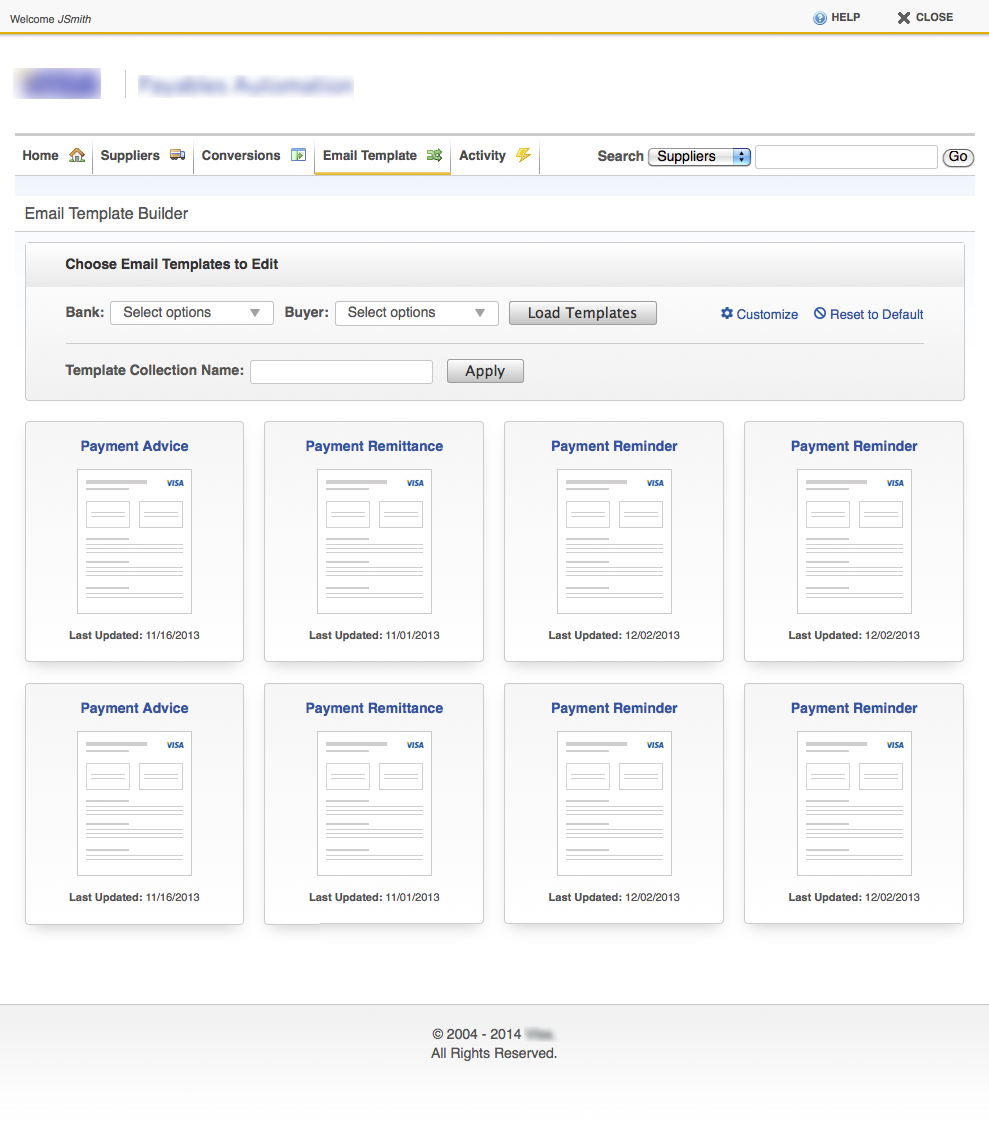 Welcome JSmith HELP CLOSE
Home Suppliers Conversions Email Template Activity Search Suppliers Go
Email Template Builder
Choose Email Templates to Edit
Bank: Select options Buyer: Select options Load Templates Customize Reset to Default
Template Collection Name: Apply
Payment Advice Payment Remittance Payment Reminder Payment Reminder
VISA VISA VISA VISA
Last Updated: 11/16/2013 Last Updated: 11/01/2013 Last Updated: 12/02/2013 Last Updated: 12/02/2013
Payment Advice Payment Remittance Payment Reminder Payment Reminder
VISA VISA VISA VISA
Last Updated: 11/16/2013 Last Updated: 11/01/2013 Last Updated: 12/02/2013 Last Updated: 12/02/2013
© 2004 - 2014
All Rights Reserved.